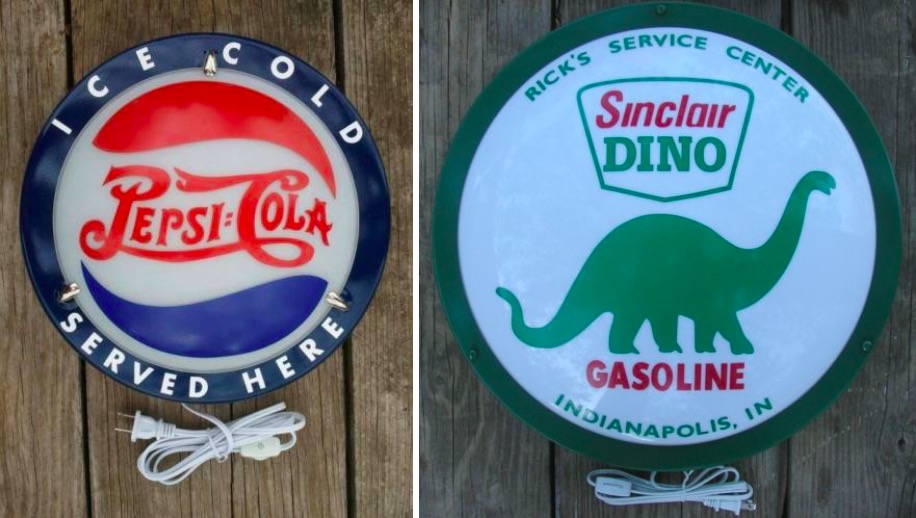 ICE COLD
PEPSI:COLA
SERVED HERE
RICK'S SERVICE CENTER
Sinclair
DINO
GASOLINE
INDIANAPOLIS, IN